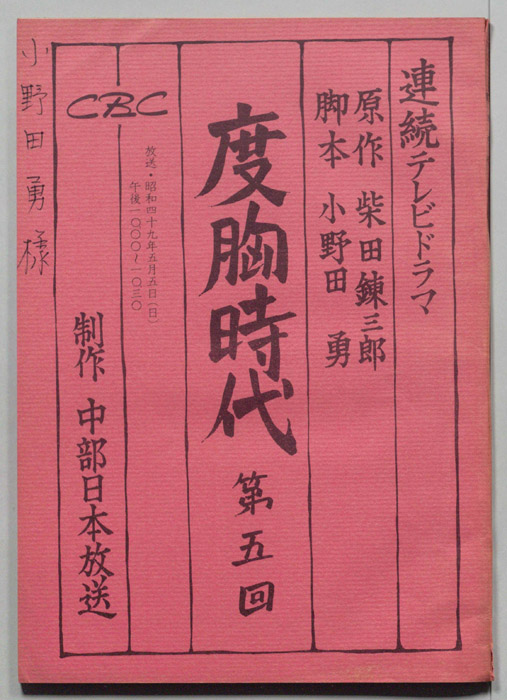 連続テレビドラマ
原作 柴田錬三郎
脚本 小野田 勇
度胸時代 第五回
放送・昭和四十九年五月五日(日)
午後一〇〇〇~一〇三〇
CBC
制作 中部日本放送
小野田勇様